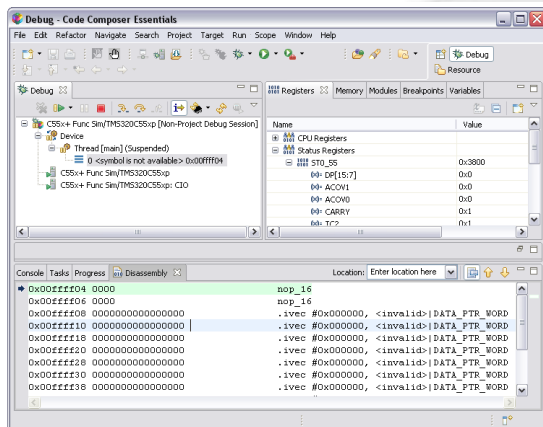 Debug - Code Composer Essentials
File Edit Refactor Navigate Search Project Target Run Scope Window Help
Debug
Resource
Debug
Registers Memory Modules Breakpoints Variables
C55x+ Func Sim/TMS320C55xp [Non-Project Debug Session]
Device
Thread [main] (Suspended)
0 <symbol is not available> 0x00ffff04
C55x+ Func Sim/TMS320C55xp
C55x+ Func Sim/TMS320C55xp: CIO
Name Value
CPU Registers
Status Registers
ST0_55 0x3800
DP[15:7] 0x0
ACOV1 0x0
ACOV0 0x0
CARRY 0x1
TC2 0x1
Console Tasks Progress Disassembly Location: Enter location here
0x00ffff04 0000 nop_16
0x00ffff06 0000 nop_16
0x00ffff08 0000000000000000 .ivec #0x000000, <invalid>|DATA_PTR_WORD
0x00ffff10 0000000000000000 .ivec #0x000000, <invalid>|DATA_PTR_WORD
0x00ffff18 0000000000000000 .ivec #0x000000, <invalid>|DATA_PTR_WORD
0x00ffff20 0000000000000000 .ivec #0x000000, <invalid>|DATA_PTR_WORD
0x00ffff28 0000000000000000 .ivec #0x000000, <invalid>|DATA_PTR_WORD
0x00ffff30 0000000000000000 .ivec #0x000000, <invalid>|DATA_PTR_WORD
0x00ffff38 0000000000000000 .ivec #0x000000, <invalid>|DATA_PTR_WORD